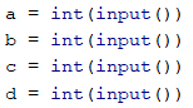 a = int(input())
b = int(input())
c = int(input())
d = int(input())